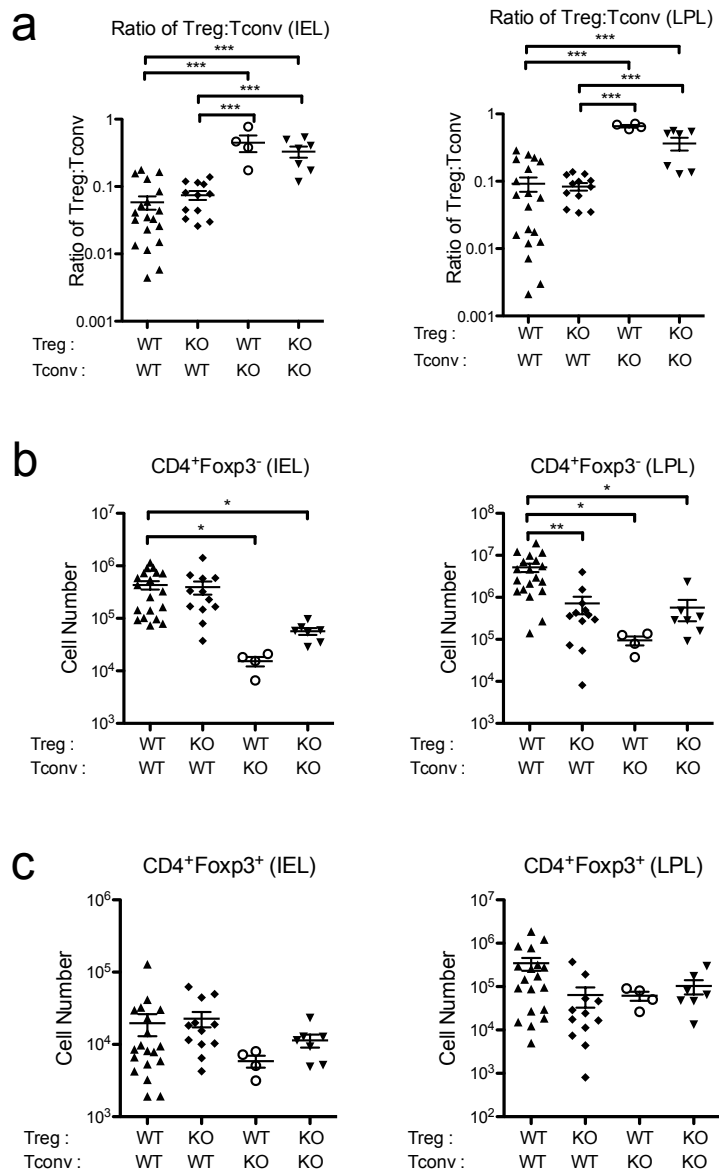 a
Ratio of Treg:Tconv (IEL)
Ratio of Treg:Tconv (LPL)
***
***
***
***
***
***
***
***
Ratio of Treg:Tconv
1
0.1
0.01
0.001
Ratio of Treg:Tconv
1
0.1
0.01
0.001
Treg : WT KO WT KO
Tconv : WT WT KO KO
WT KO WT KO
WT WT KO KO
b
CD4+Foxp3- (IEL)
CD4+Foxp3- (LPL)
*
*
*
*
**
Cell Number
10^7
10^6
10^5
10^4
10^3
Cell Number
10^8
10^7
10^6
10^5
10^4
10^3
Treg : WT KO WT KO
Tconv : WT WT KO KO
WT KO WT KO
WT WT KO KO
c
CD4+Foxp3+ (IEL)
CD4+Foxp3+ (LPL)
Cell Number
10^6
10^5
10^4
10^3
Cell Number
10^7
10^6
10^5
10^4
10^3
10^2
Treg : WT KO WT KO
Tconv : WT WT KO KO
WT KO WT KO
WT WT KO KO